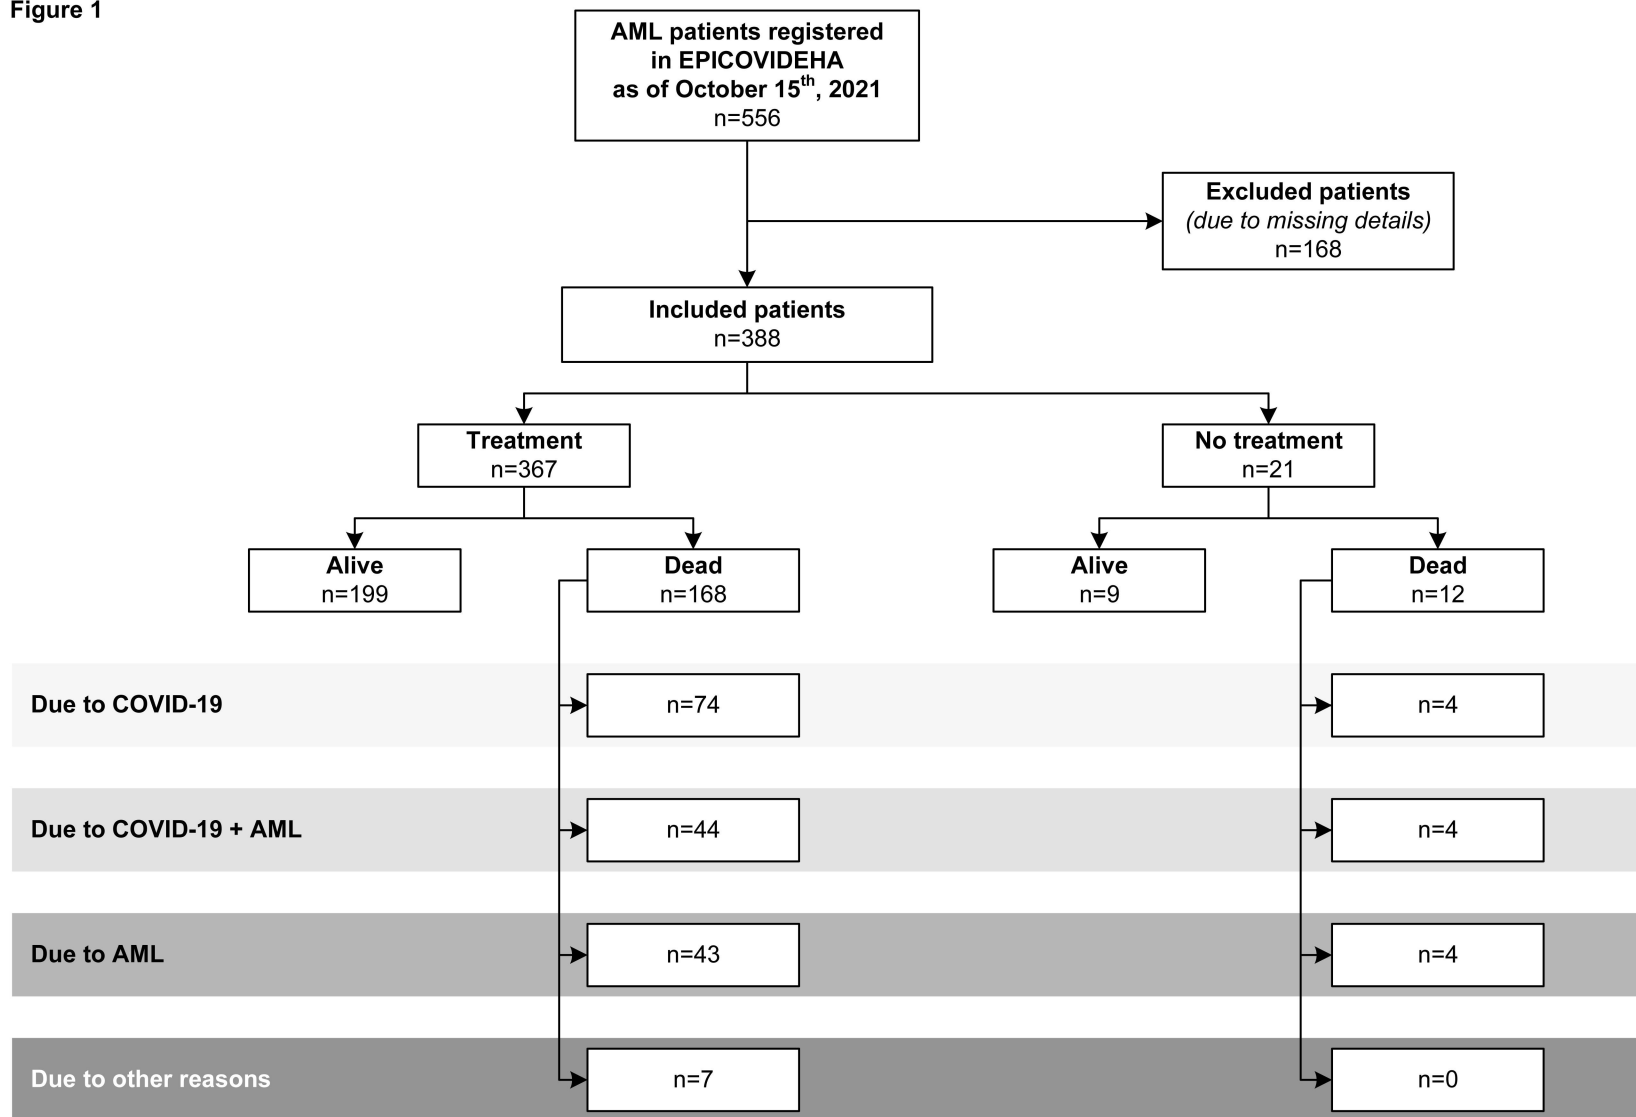 Figure 1
AML patients registered
in EPICOVIDEHA
as of October 15th, 2021
n=556
Excluded patients
(due to missing details)
n=168
Included patients
n=388
Treatment
n=367
No treatment
n=21
Alive
n=199
Dead
n=168
Alive
n=9
Dead
n=12
Due to COVID-19
n=74
n=4
Due to COVID-19 + AML
n=44
n=4
Due to AML
n=43
n=4
Due to other reasons
n=7
n=0